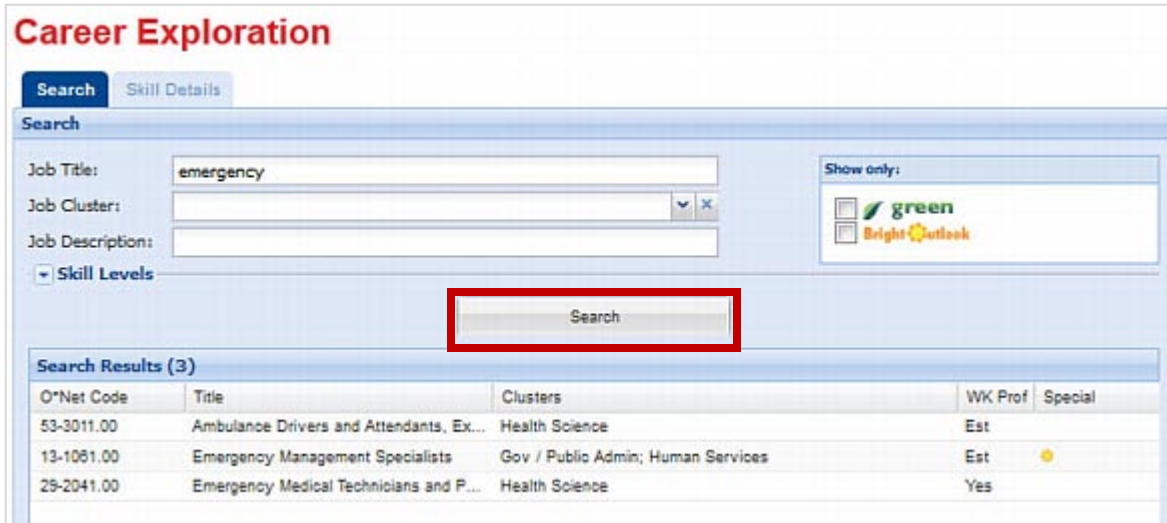 Career Exploration
Search Skill Details
Search
Job Title: emergency
Job Cluster:
Job Description:
Skill Levels
Show only:
green
Bright Outlook
Search
Search Results (3)
O*Net Code Title Clusters WK Prof Special
53-3011.00 Ambulance Drivers and Attendants, Ex... Health Science Est
13-1061.00 Emergency Management Specialists Gov / Public Admin; Human Services Est
29-2041.00 Emergency Medical Technicians and P... Health Science Yes